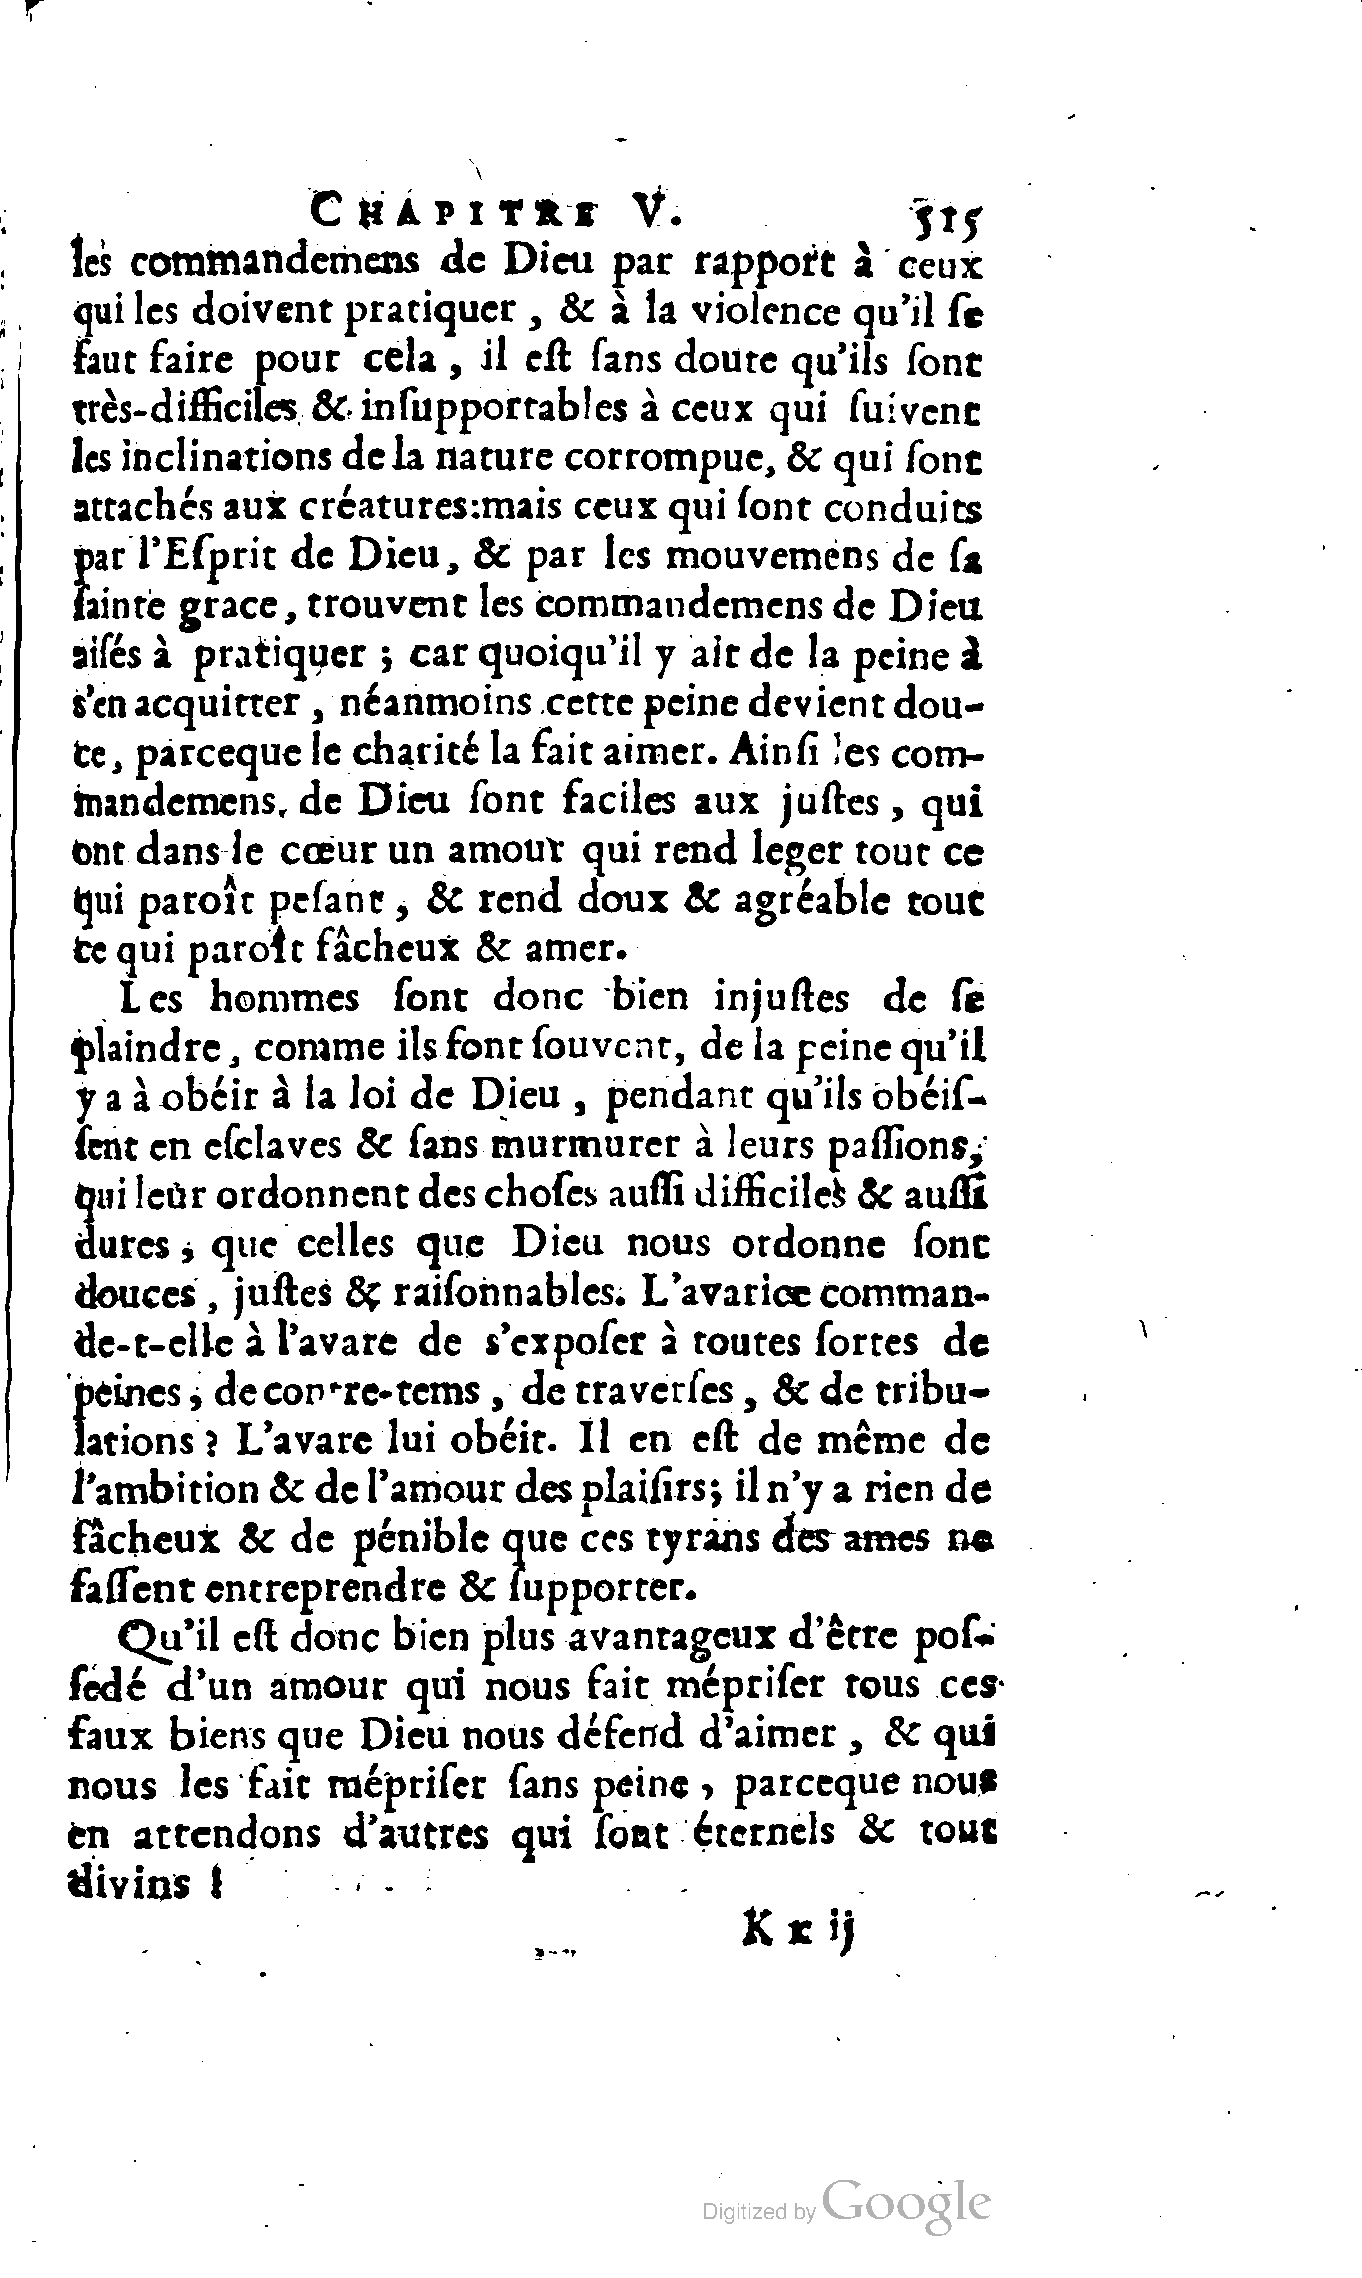 CHAPITRE V. 515
les commandemens de Dieu par rapport à ceux
qui les doivent pratiquer, & à la violence qu'il ſe
faut faire pour cela, il eſt ſans doute qu'ils ſont
très-difficiles & inſupportables à ceux qui ſuivent
les inclinations de la nature corrompue, & qui ſont
attachés aux créatures:mais ceux qui ſont conduits
par l'Eſprit de Dieu, & par les mouvemens de ſa
ſainte grace, trouvent les commandemens de Dieu
aiſés à pratiquer ; car quoiqu'il y ait de la peine à
s'en acquitter, néanmoins cette peine devient dou-
ce, parceque le charité la fait aimer. Ainſi les com-
mandemens, de Dieu ſont faciles aux juſtes, qui
ont dans le cœur un amour qui rend leger tout ce
qui paroît peſant, & rend doux & agréable tout
ce qui paroît fâcheux & amer.
Les hommes ſont donc bien injuſtes de ſe
plaindre, comme ils font ſouvent, de la peine qu'il
y a à obéir à la loi de Dieu, pendant qu'ils obéiſ-
ſent en eſclaves & ſans murmurer à leurs paſſions,
qui leur ordonnent des choſes auſſi difficiles & auſſi
dures, que celles que Dieu nous ordonne ſont
douces, juſtes & raiſonnables. L'avarice comman-
de-t-elle à l'avare de s'expoſer à toutes ſortes de
peines, de contre-tems, de traverſes, & de tribu-
lations ? L'avare lui obéit. Il en eſt de même de
l'ambition & de l'amour des plaiſirs; il n'y a rien de
fâcheux & de pénible que ces tyrans des ames ne
faſſent entreprendre & ſupporter.
Qu'il eſt donc bien plus avantageux d'être poſ-
ſedé d'un amour qui nous fait mépriſer tous ces
faux biens que Dieu nous défend d'aimer, & qui
nous les fait mépriſer ſans peine, parceque nous
en attendons d'autres qui ſont éternels & tout
divins !
K x ij
Digitized by Google